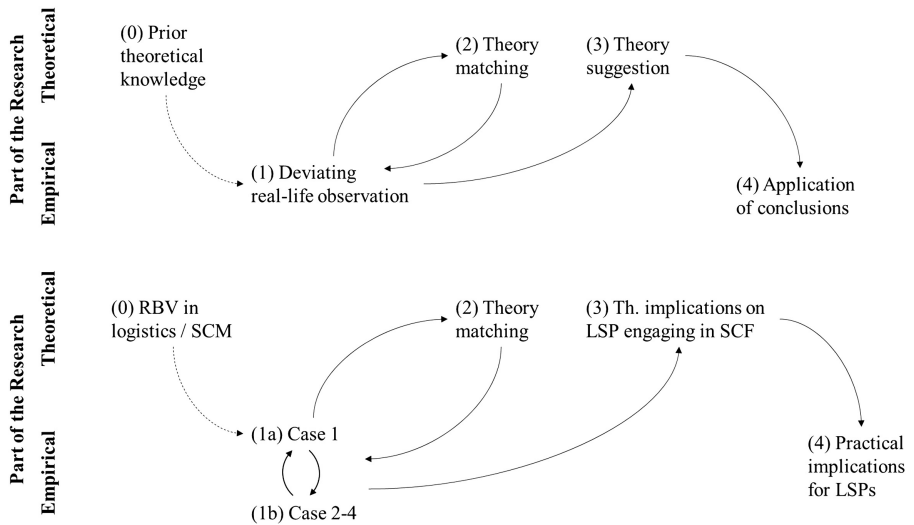 Part of the Research
Theoretical
Empirical
(0) Prior
theoretical
knowledge
(1) Deviating
real-life observation
(2) Theory
matching
(3) Theory
suggestion
(4) Application
of conclusions
Part of the Research
Theoretical
Empirical
(0) RBV in
logistics / SCM
(1a) Case 1
(1b) Case 2-4
(2) Theory
matching
(3) Th. implications on
LSP engaging in SCF
(4) Practical
implications
for LSPs